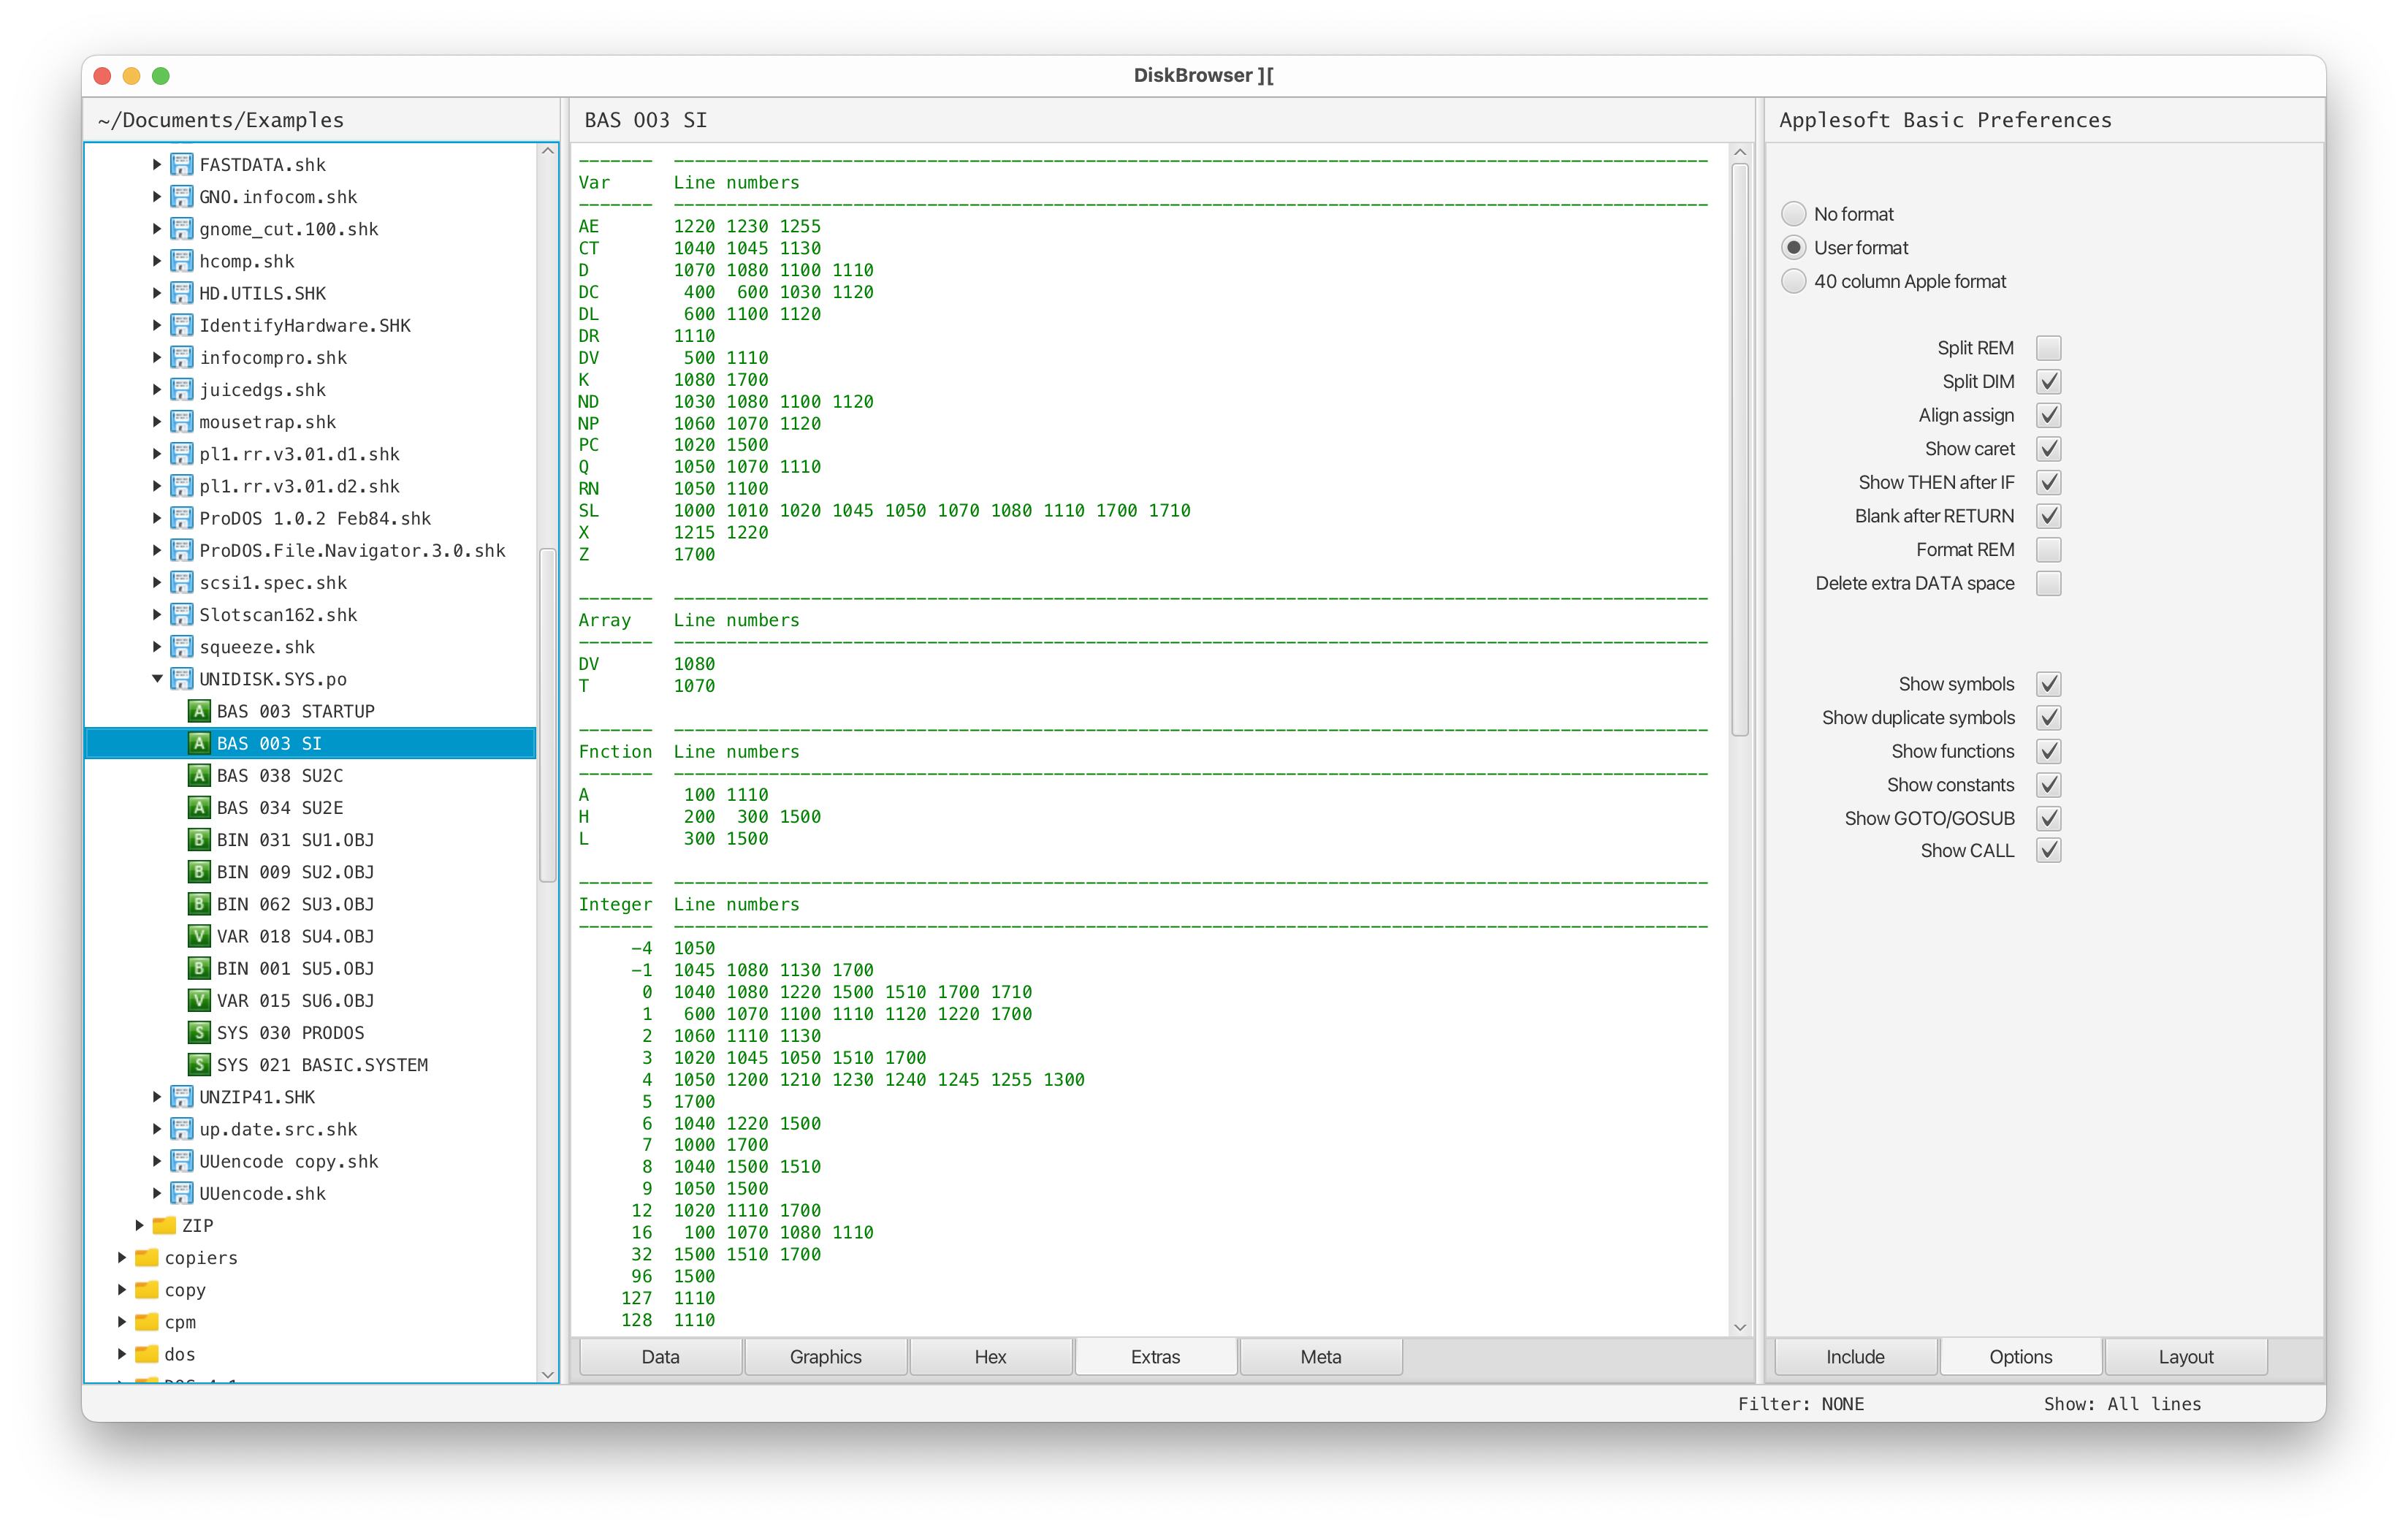 DiskBrowser ][
~/Documents/Examples
FASTDATA.shk
GNO.infocom.shk
gnome_cut.100.shk
hcomp.shk
HD.UTILS.SHK
IdentifyHardware.SHK
infocompro.shk
juicedgs.shk
mousetrap.shk
pl1.rr.v3.01.d1.shk
pl1.rr.v3.01.d2.shk
ProDOS 1.0.2 Feb84.shk
ProDOS.File.Navigator.3.0.shk
scsi1.spec.shk
Slotscan162.shk
squeeze.shk
UNIDISK.SYS.po
A BAS 003 STARTUP
A BAS 003 SI
A BAS 038 SU2C
A BAS 034 SU2E
B BIN 031 SU1.OBJ
B BIN 009 SU2.OBJ
B BIN 062 SU3.OBJ
V VAR 018 SU4.OBJ
B BIN 001 SU5.OBJ
V VAR 015 SU6.OBJ
S SYS 030 PRODOS
S SYS 021 BASIC.SYSTEM
UNZIP41.SHK
up.date.src.shk
UUencode copy.shk
UUencode.shk
ZIP
copiers
copy
cpm
dos
BAS 003 SI
------- --------------------------------------------------------------------------------------------------
Var Line numbers
------- --------------------------------------------------------------------------------------------------
AE 1220 1230 1255
CT 1040 1045 1130
D 1070 1080 1100 1110
DC 400 600 1030 1120
DL 600 1100 1120
DR 1110
DV 500 1110
K 1080 1700
ND 1030 1080 1100 1120
NP 1060 1070 1120
PC 1020 1500
Q 1050 1070 1110
RN 1050 1100
SL 1000 1010 1020 1045 1050 1070 1080 1110 1700 1710
X 1215 1220
Z 1700
------- --------------------------------------------------------------------------------------------------
Array Line numbers
------- --------------------------------------------------------------------------------------------------
DV 1080
T 1070
------- --------------------------------------------------------------------------------------------------
Fnction Line numbers
------- --------------------------------------------------------------------------------------------------
A 100 1110
H 200 300 1500
L 300 1500
------- --------------------------------------------------------------------------------------------------
Integer Line numbers
------- --------------------------------------------------------------------------------------------------
-4 1050
-1 1045 1080 1130 1700
0 1040 1080 1220 1500 1510 1700 1710
1 600 1070 1100 1110 1120 1220 1700
2 1060 1110 1130
3 1020 1045 1050 1510 1700
4 1050 1200 1210 1230 1240 1245 1255 1300
5 1700
6 1040 1220 1500
7 1000 1700
8 1040 1500 1510
9 1050 1500
12 1020 1110 1700
16 100 1070 1080 1110
32 1500 1510 1700
96 1500
127 1110
128 1110
Data Graphics Hex Extras Meta
Applesoft Basic Preferences
No format
User format
40 column Apple format
Split REM
Split DIM
Align assign
Show caret
Show THEN after IF
Blank after RETURN
Format REM
Delete extra DATA space
Show symbols
Show duplicate symbols
Show functions
Show constants
Show GOTO/GOSUB
Show CALL
Include Options Layout
Filter: NONE Show: All lines